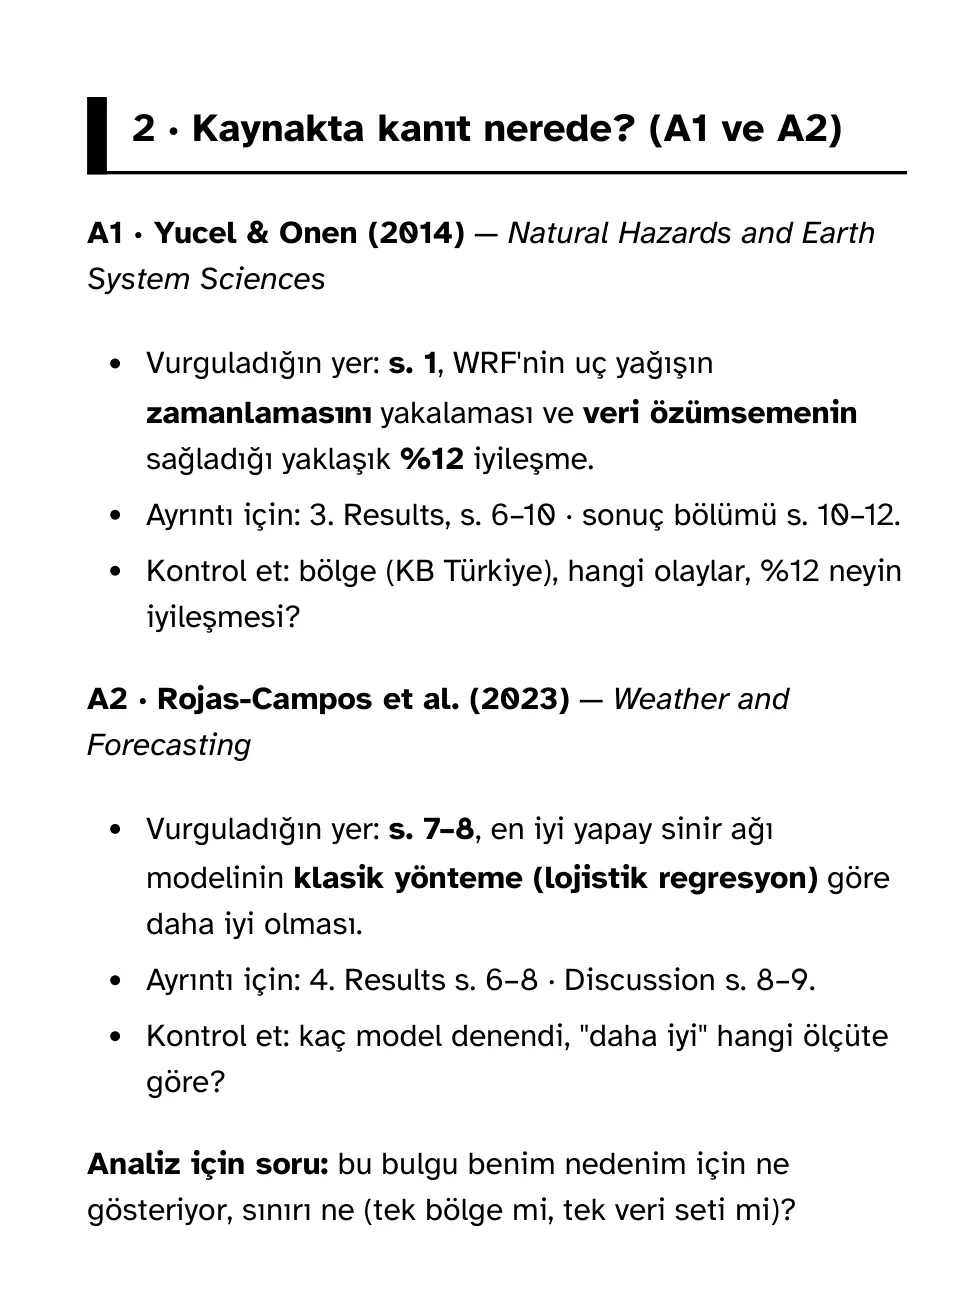 2 · Kaynakta kanıt nerede? (A1 ve A2)
A1 · Yucel & Onen (2014) — Natural Hazards and Earth
System Sciences
• Vurguladığın yer: s. 1, WRF'nin uç yağışın
zamanlamasını yakalaması ve veri özümsemenin
sağladığı yaklaşık %12 iyileşme.
• Ayrıntı için: 3. Results, s. 6–10 · sonuç bölümü s. 10–12.
• Kontrol et: bölge (KB Türkiye), hangi olaylar, %12 neyin
iyileşmesi?
A2 · Rojas-Campos et al. (2023) — Weather and
Forecasting
• Vurguladığın yer: s. 7–8, en iyi yapay sinir ağı
modelinin klasik yönteme (lojistik regresyon) göre
daha iyi olması.
• Ayrıntı için: 4. Results s. 6–8 · Discussion s. 8–9.
• Kontrol et: kaç model denendi, "daha iyi" hangi ölçüte
göre?
Analiz için soru: bu bulgu benim nedenim için ne
gösteriyor, sınırı ne (tek bölge mi, tek veri seti mi)?